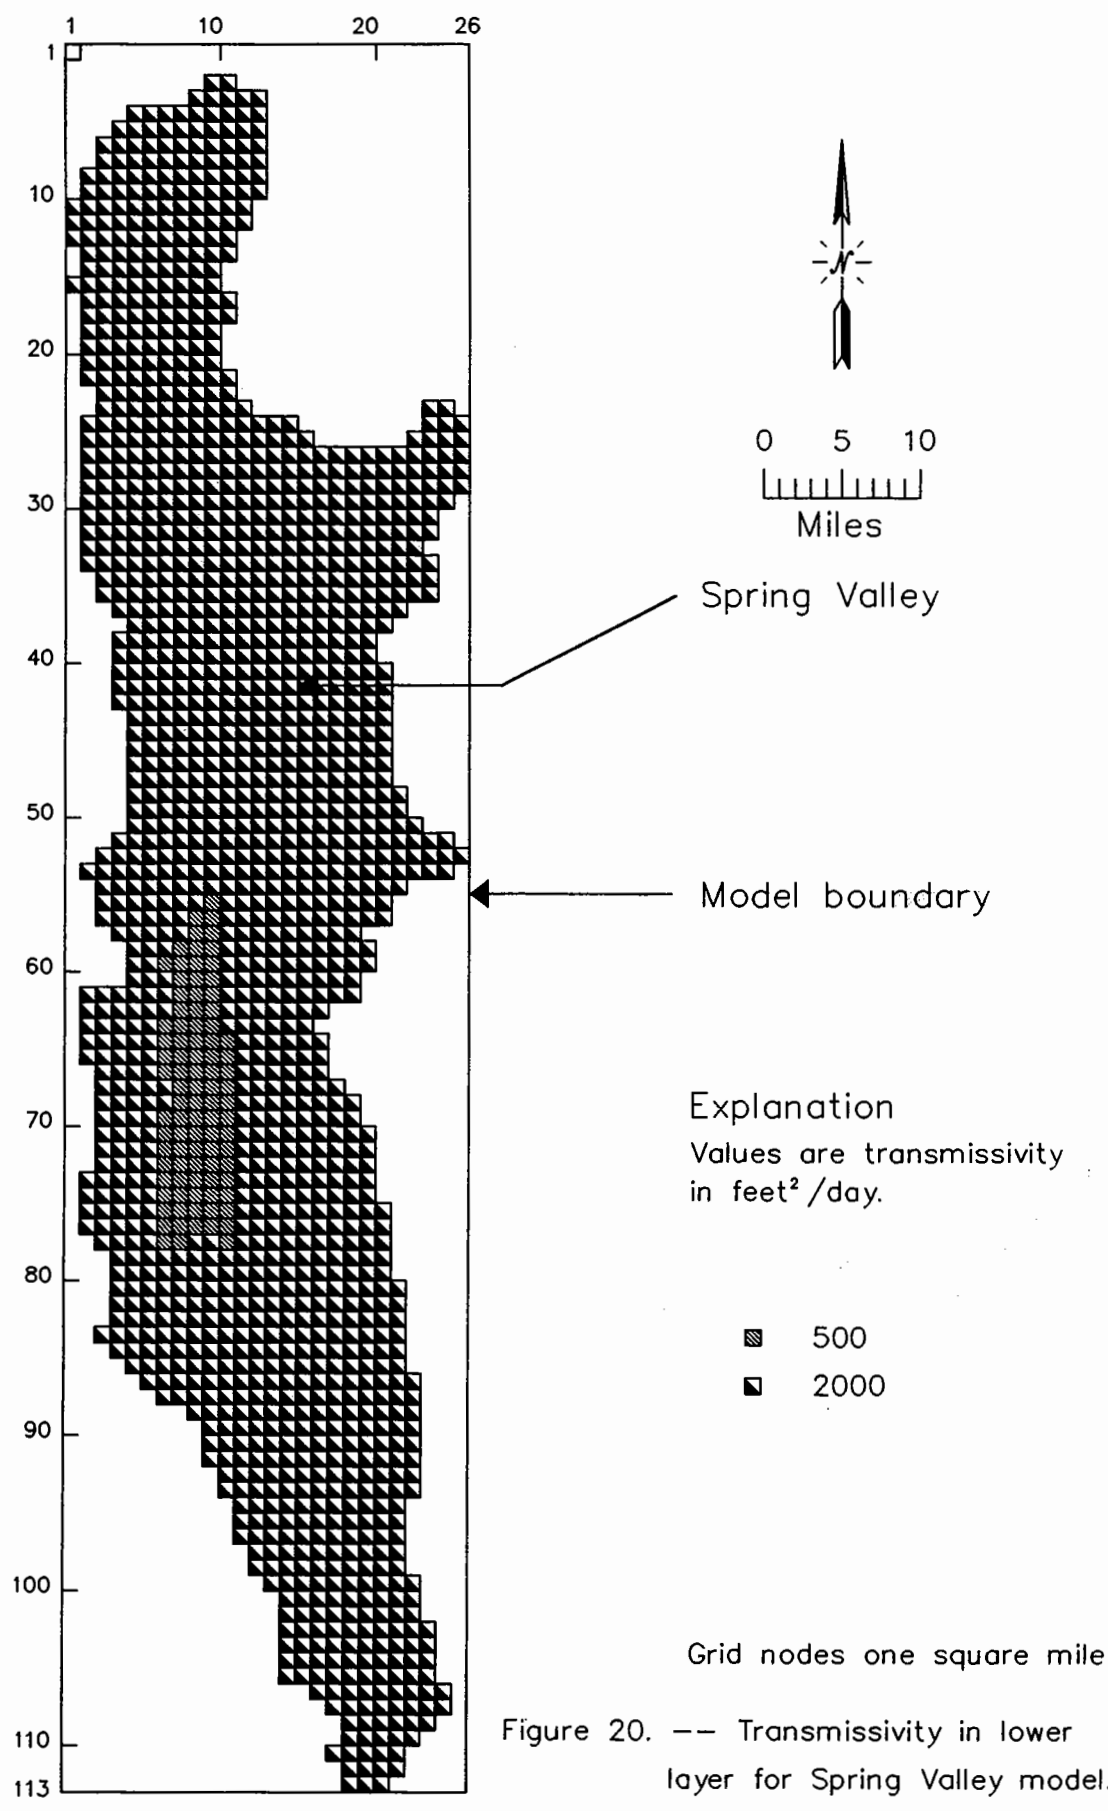 1 10 20 26
1
10
20
30
40
50
60
70
80
90
100
110
113
N
0 5 10
Miles
Spring Valley
Model boundary
Explanation
Values are transmissivity
in feet²/day.
500
2000
Grid nodes one square mile
Figure 20. -- Transmissivity in lower
layer for Spring Valley model.